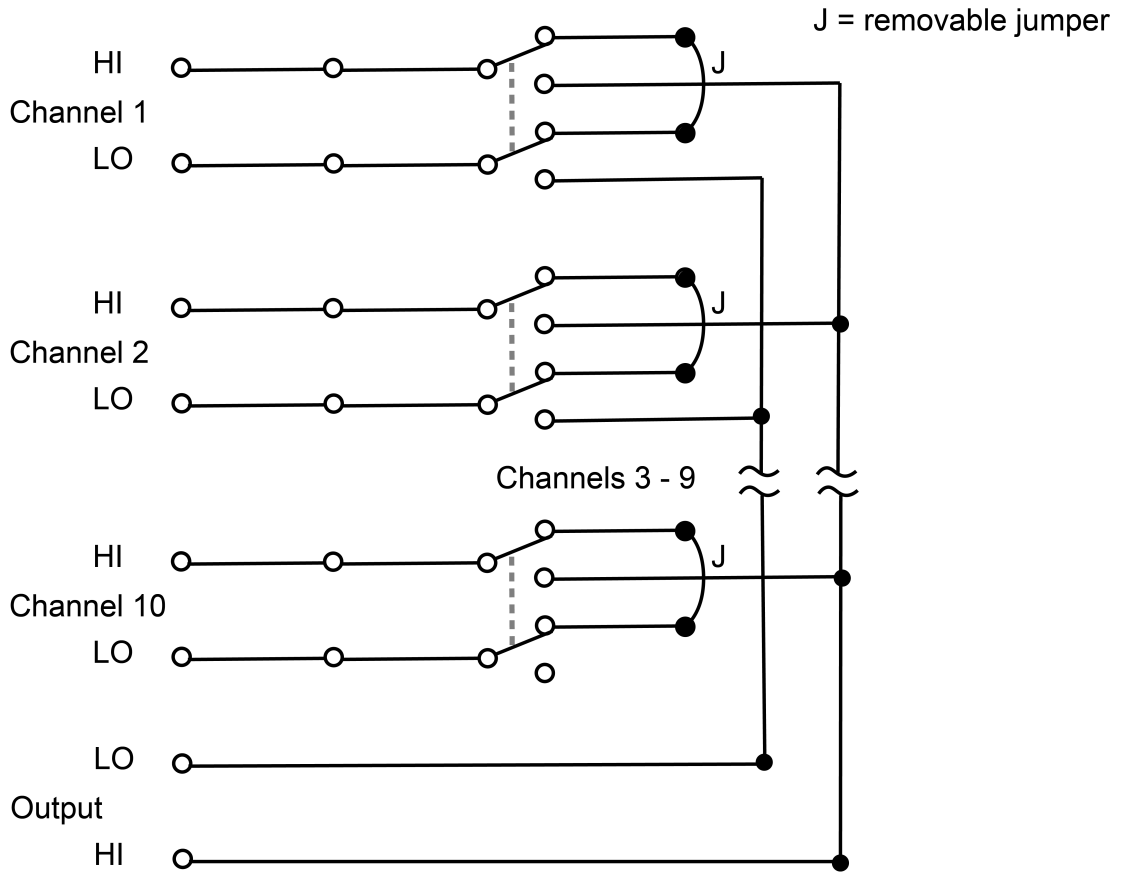 J = removable jumper
HI
J
Channel 1
LO
HI
J
Channel 2
LO
Channels 3 - 9
HI
J
Channel 10
LO
LO
Output
HI